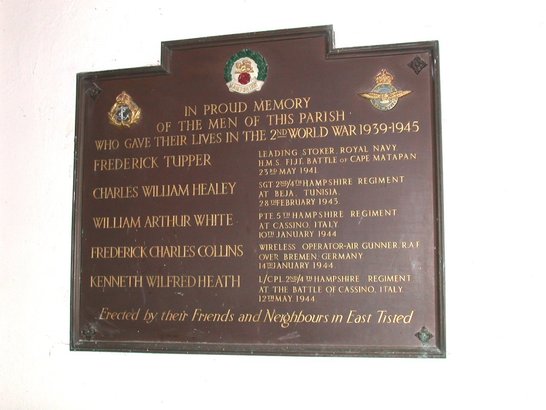 IN PROUD MEMORY
OF THE MEN OF THIS PARISH
WHO GAVE THEIR LIVES IN THE 2ND WORLD WAR 1939-1945
FREDERICK TUPPER
LEADING STOKER, ROYAL NAVY
H.M.S. FIJI. BATTLE OF CAPE MATAPAN
23RD MAY 1941
CHARLES WILLIAM HEALEY
SGT. 2ND/4TH HAMPSHIRE REGIMENT
AT BEJA, TUNISIA.
28TH FEBRUARY 1943.
WILLIAM ARTHUR WHITE
PTE. 5TH HAMPSHIRE REGIMENT
AT CASSINO, ITALY.
10TH JANUARY 1944
FREDERICK CHARLES COLLINS
WIRELESS OPERATOR-AIR GUNNER R.A.F
OVER BREMEN, GERMANY
14TH JANUARY 1944
KENNETH WILFRED HEATH
L/CPL. 2ND/4TH HAMPSHIRE REGIMENT
AT THE BATTLE OF CASSINO, ITALY.
12TH MAY 1944
Erected by their Friends and Neighbours in East Tisted